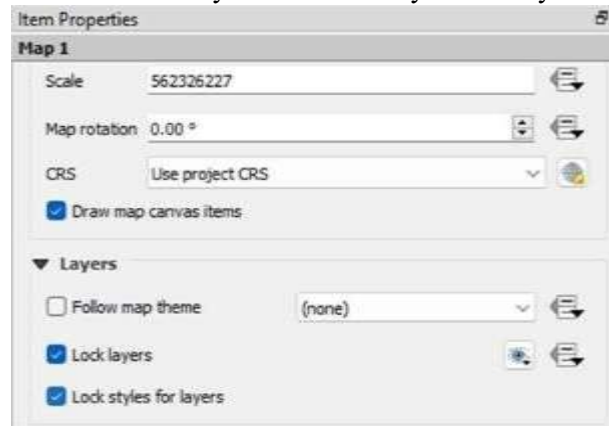 Item Properties
Map 1
Scale 562326227
Map rotation 0.00 °
CRS Use project CRS
Draw map canvas items
Layers
Follow map theme (none)
Lock layers
Lock styles for layers